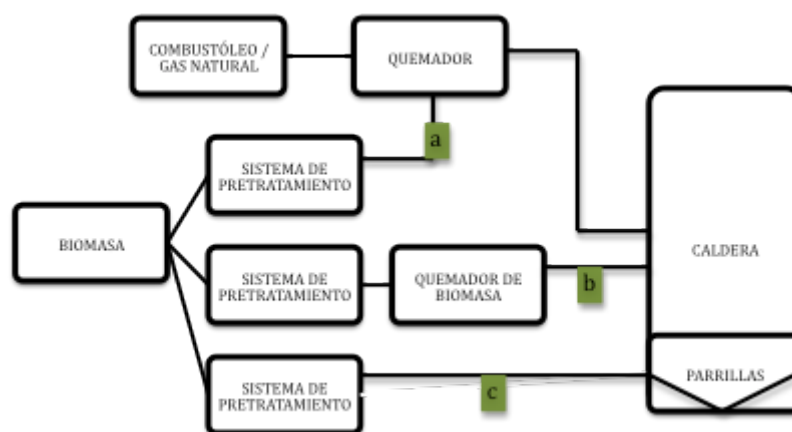 COMBUSTÓLEO /
GAS NATURAL
QUEMADOR
a
SISTEMA DE
PRETRATAMIENTO
BIOMASA
CALDERA
SISTEMA DE
PRETRATAMIENTO
QUEMADOR DE
BIOMASA
b
SISTEMA DE
PRETRATAMIENTO
c
PARRILLAS